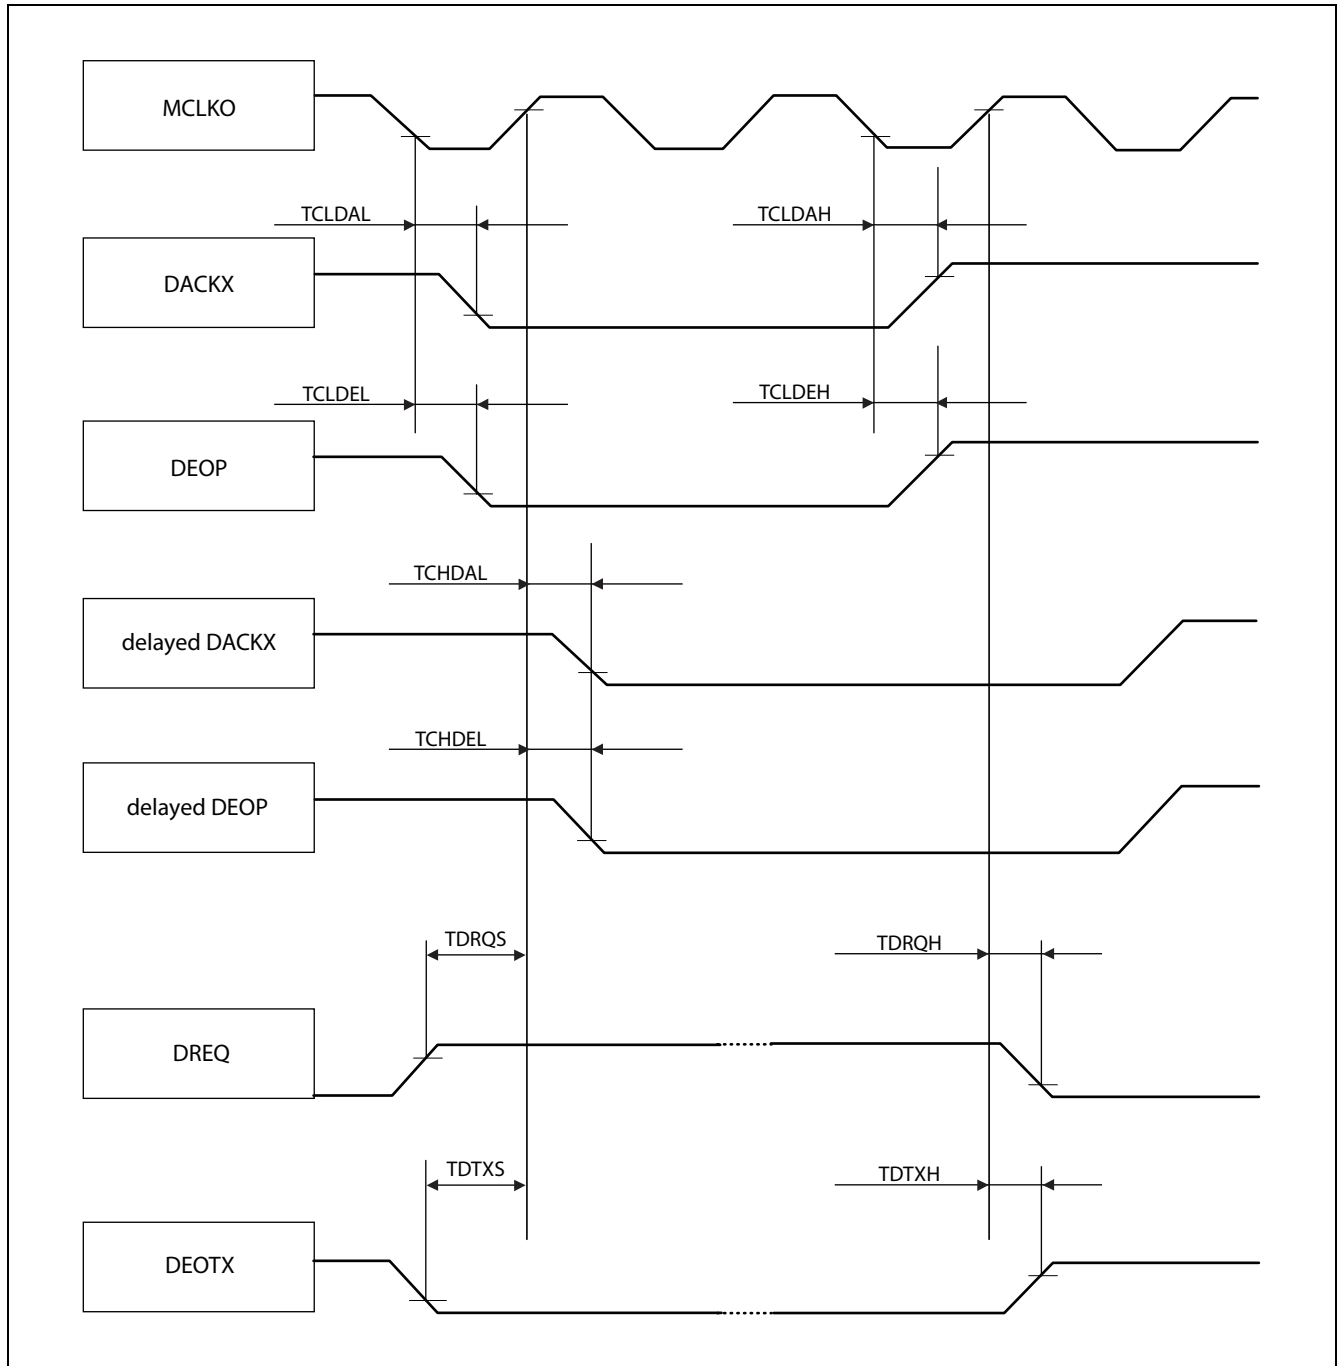 MCLKO
TCLDAL
TCLDAH
DACKX
TCLDEL
TCLDEH
DEOP
TCHDAL
delayed DACKX
TCHDEL
delayed DEOP
TDRQS
TDRQH
DREQ
TDTXS
TDTXH
DEOTX